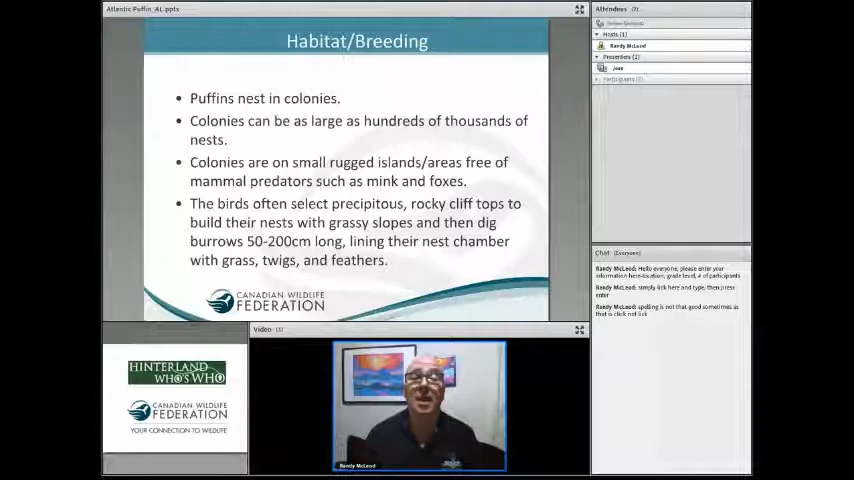 Atlantic Puffin_AL.pptx
Habitat/Breeding
• Puffins nest in colonies.
• Colonies can be as large as hundreds of thousands of
nests.
• Colonies are on small rugged islands/areas free of
mammal predators such as mink and foxes.
• The birds often select precipitous, rocky cliff tops to
build their nests with grassy slopes and then dig
burrows 50-200cm long, lining their nest chamber
with grass, twigs, and feathers.
CANADIAN WILDLIFE
FEDERATION
HINTERLAND
WHO'S WHO
CANADIAN WILDLIFE
FEDERATION
YOUR CONNECTION TO WILDLIFE
Video (1)
Randy McLeod
Attendees
Active Speakers
Hosts (1)
Randy McLeod
Presenters (1)
Participants
Chat (Everyone)
Randy McLeod: Hello everyone, please enter your
information here-location, grade level, # of participants
Randy McLeod: simply lick here and type, then press
enter
Randy McLeod: spelling is not that good sometimes as
that is click not lick